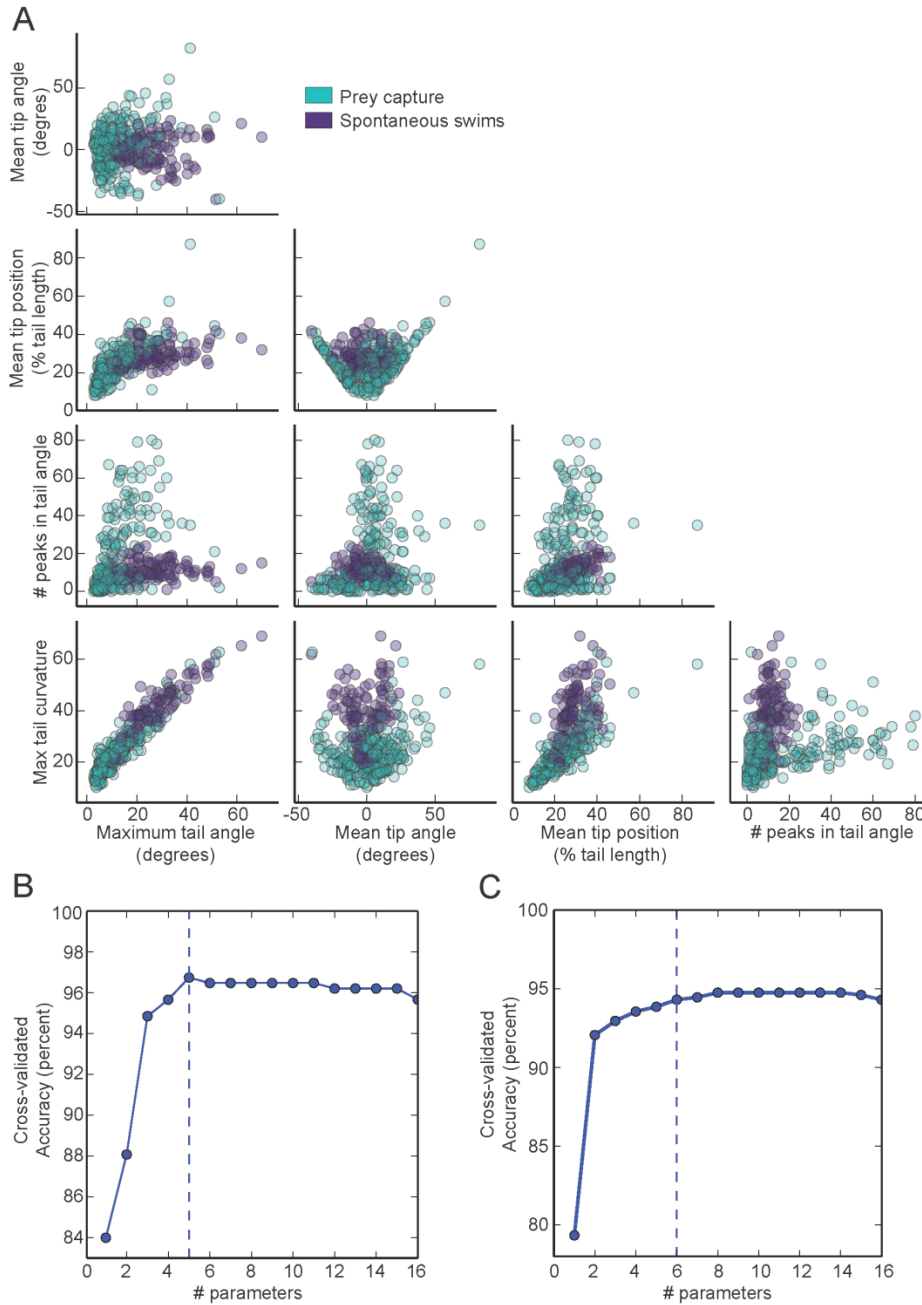 A
Mean tip angle
(degres)
50
0
-50
Prey capture
Spontaneous swims
Mean tip position
(% tail length)
80
60
40
20
0
# peaks in tail angle
80
60
40
20
0
Max tail curvature
60
40
20
0 20 40 60
Maximum tail angle
(degrees)
-50 0 50
Mean tip angle
(degrees)
0 20 40 60 80
Mean tip position
(% tail length)
0 20 40 60 80
# peaks in tail angle
B
Cross-validated
Accuracy (percent)
100
98
96
94
92
90
88
86
84
0 2 4 6 8 10 12 14 16
# parameters
C
Cross-validated
Accuracy (percent)
100
95
90
85
80
0 2 4 6 8 10 12 14 16
# parameters